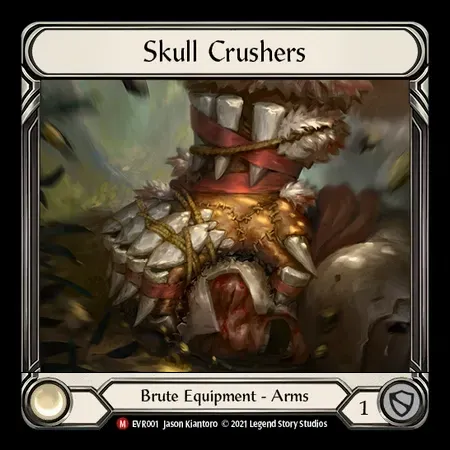 Skull Crushers
Brute Equipment - Arms
1
M EVR001 Jason Kiantoro © 2021 Legend Story Studios